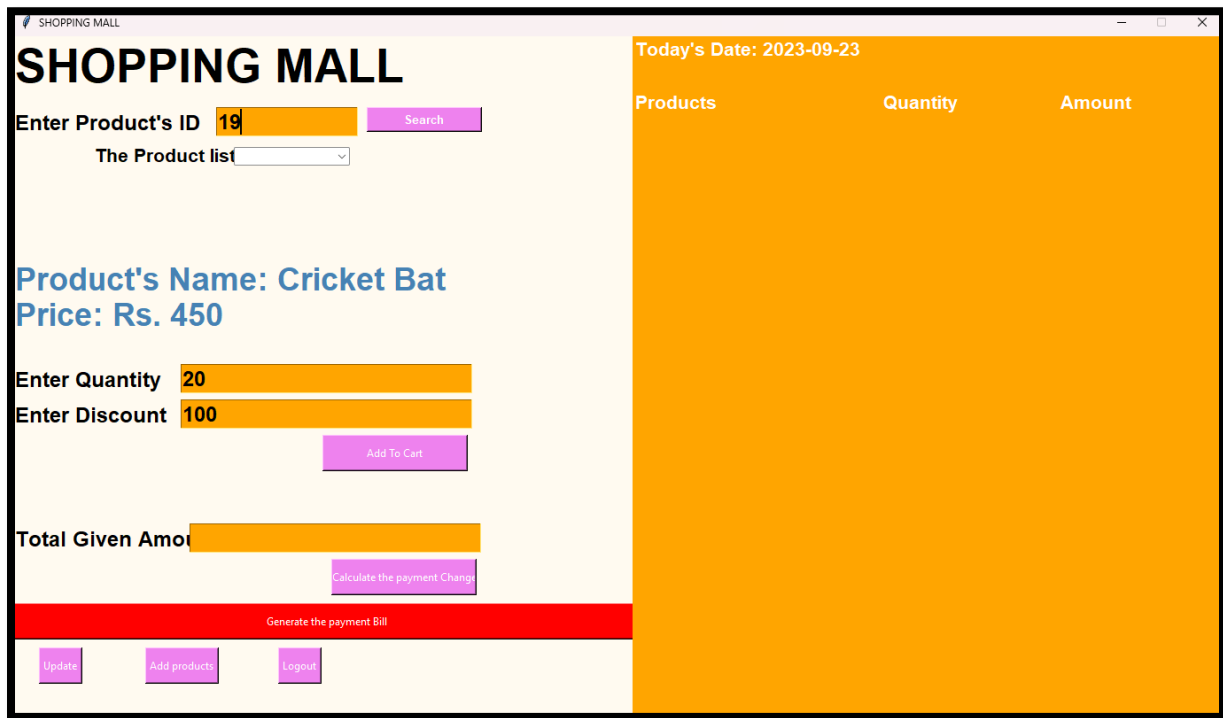 SHOPPING MALL
SHOPPING MALL
Enter Product's ID 19 Search
The Product list
Product's Name: Cricket Bat
Price: Rs. 450
Enter Quantity 20
Enter Discount 100
Add To Cart
Total Given Amou
Calculate the payment Change
Generate the payment Bill
Update Add products Logout
Today's Date: 2023-09-23
Products Quantity Amount